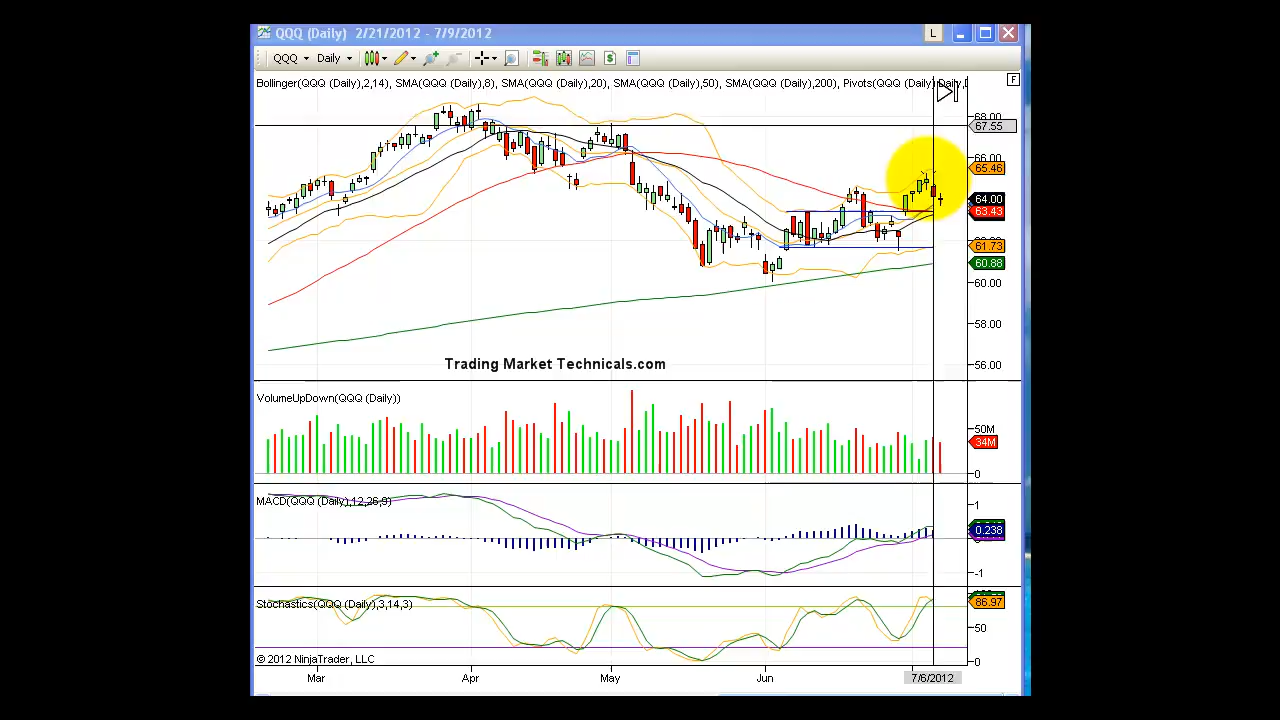 QQQ (Daily) 2/21/2012 - 7/9/2012
L
QQQ Daily
Bollinger(QQQ (Daily),2,14), SMA(QQQ (Daily),8), SMA(QQQ (Daily),20), SMA(QQQ (Daily),50), SMA(QQQ (Daily),200), Pivots(QQQ (Daily)
F
68.00
67.55
66.00
65.46
64.00
63.43
61.73
60.88
60.00
58.00
56.00
Trading Market Technicals.com
VolumeUpDown(QQQ (Daily))
50M
34M
0
MACD(QQQ (Daily),12,26,9)
1
0.238
-1
Stochastics(QQQ (Daily),3,14,3)
50
0
© 2012 NinjaTrader, LLC
Mar Apr May Jun 7/6/2012